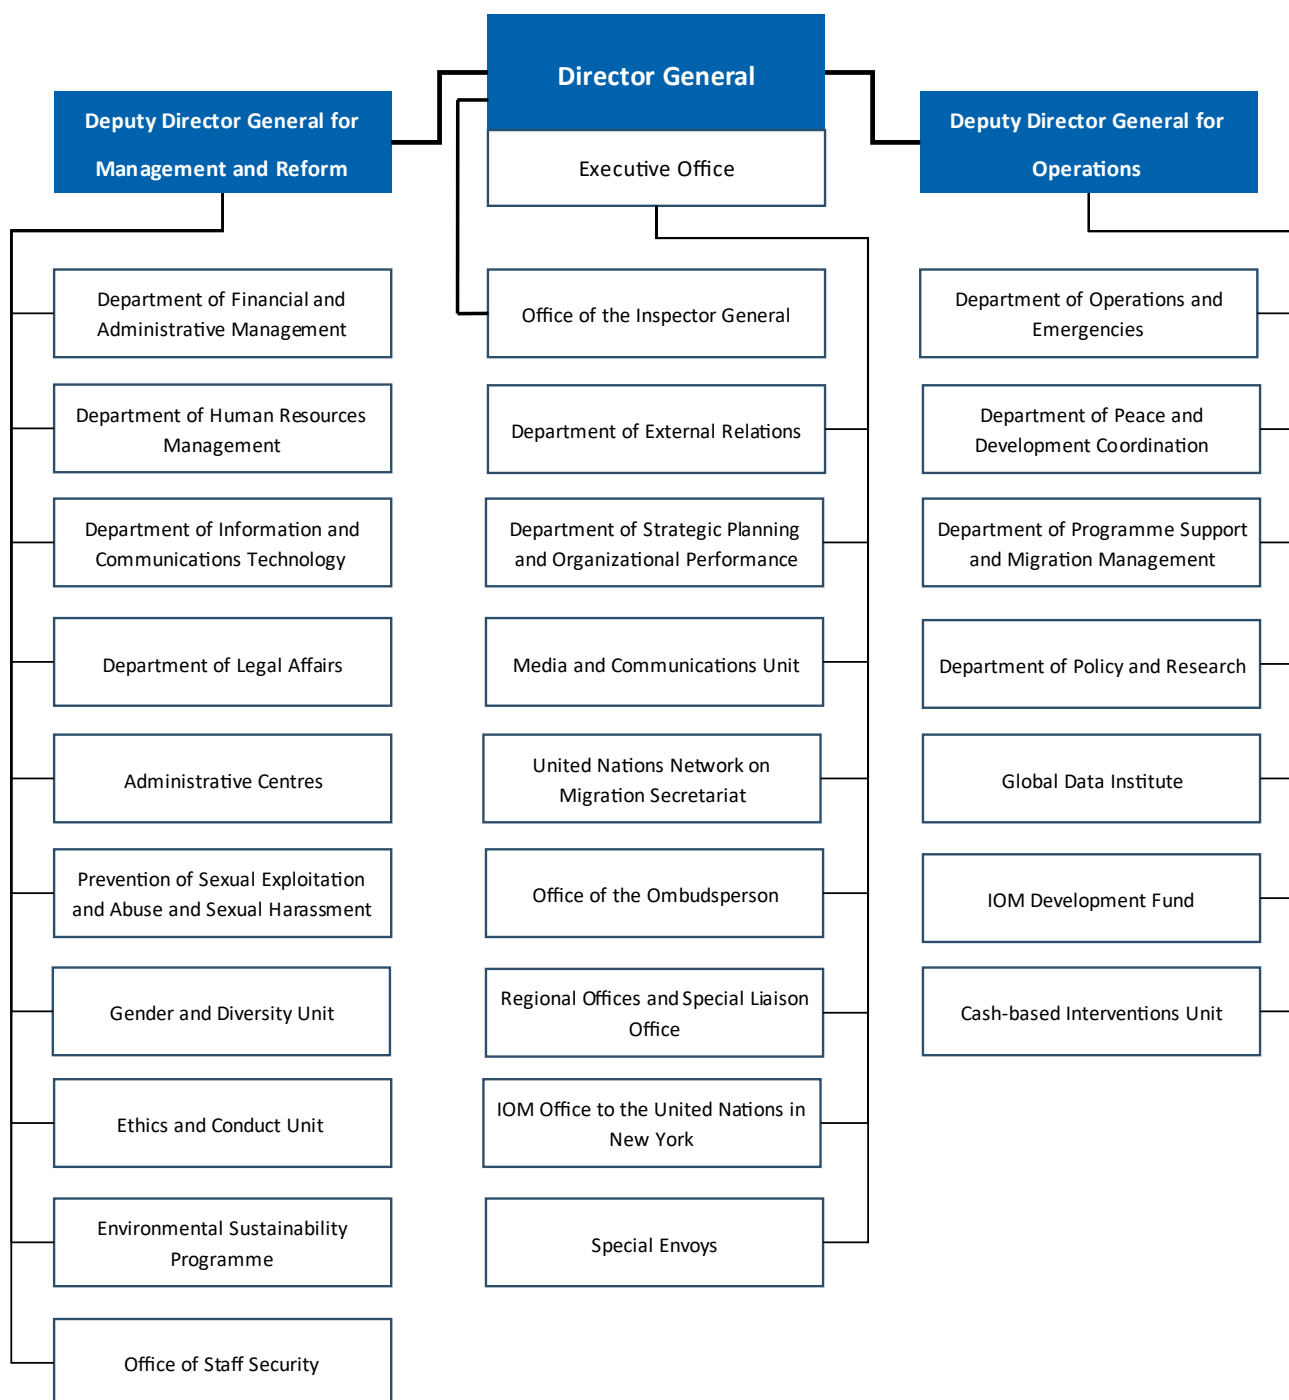 Director General
Executive Office
Deputy Director General for
Management and Reform
Deputy Director General for
Operations
Department of Financial and
Administrative Management
Department of Human Resources
Management
Department of Information and
Communications Technology
Department of Legal Affairs
Administrative Centres
Prevention of Sexual Exploitation
and Abuse and Sexual Harassment
Gender and Diversity Unit
Ethics and Conduct Unit
Environmental Sustainability
Programme
Office of Staff Security
Office of the Inspector General
Department of External Relations
Department of Strategic Planning
and Organizational Performance
Media and Communications Unit
United Nations Network on
Migration Secretariat
Office of the Ombudsperson
Regional Offices and Special Liaison
Office
IOM Office to the United Nations in
New York
Special Envoys
Department of Operations and
Emergencies
Department of Peace and
Development Coordination
Department of Programme Support
and Migration Management
Department of Policy and Research
Global Data Institute
IOM Development Fund
Cash-based Interventions Unit